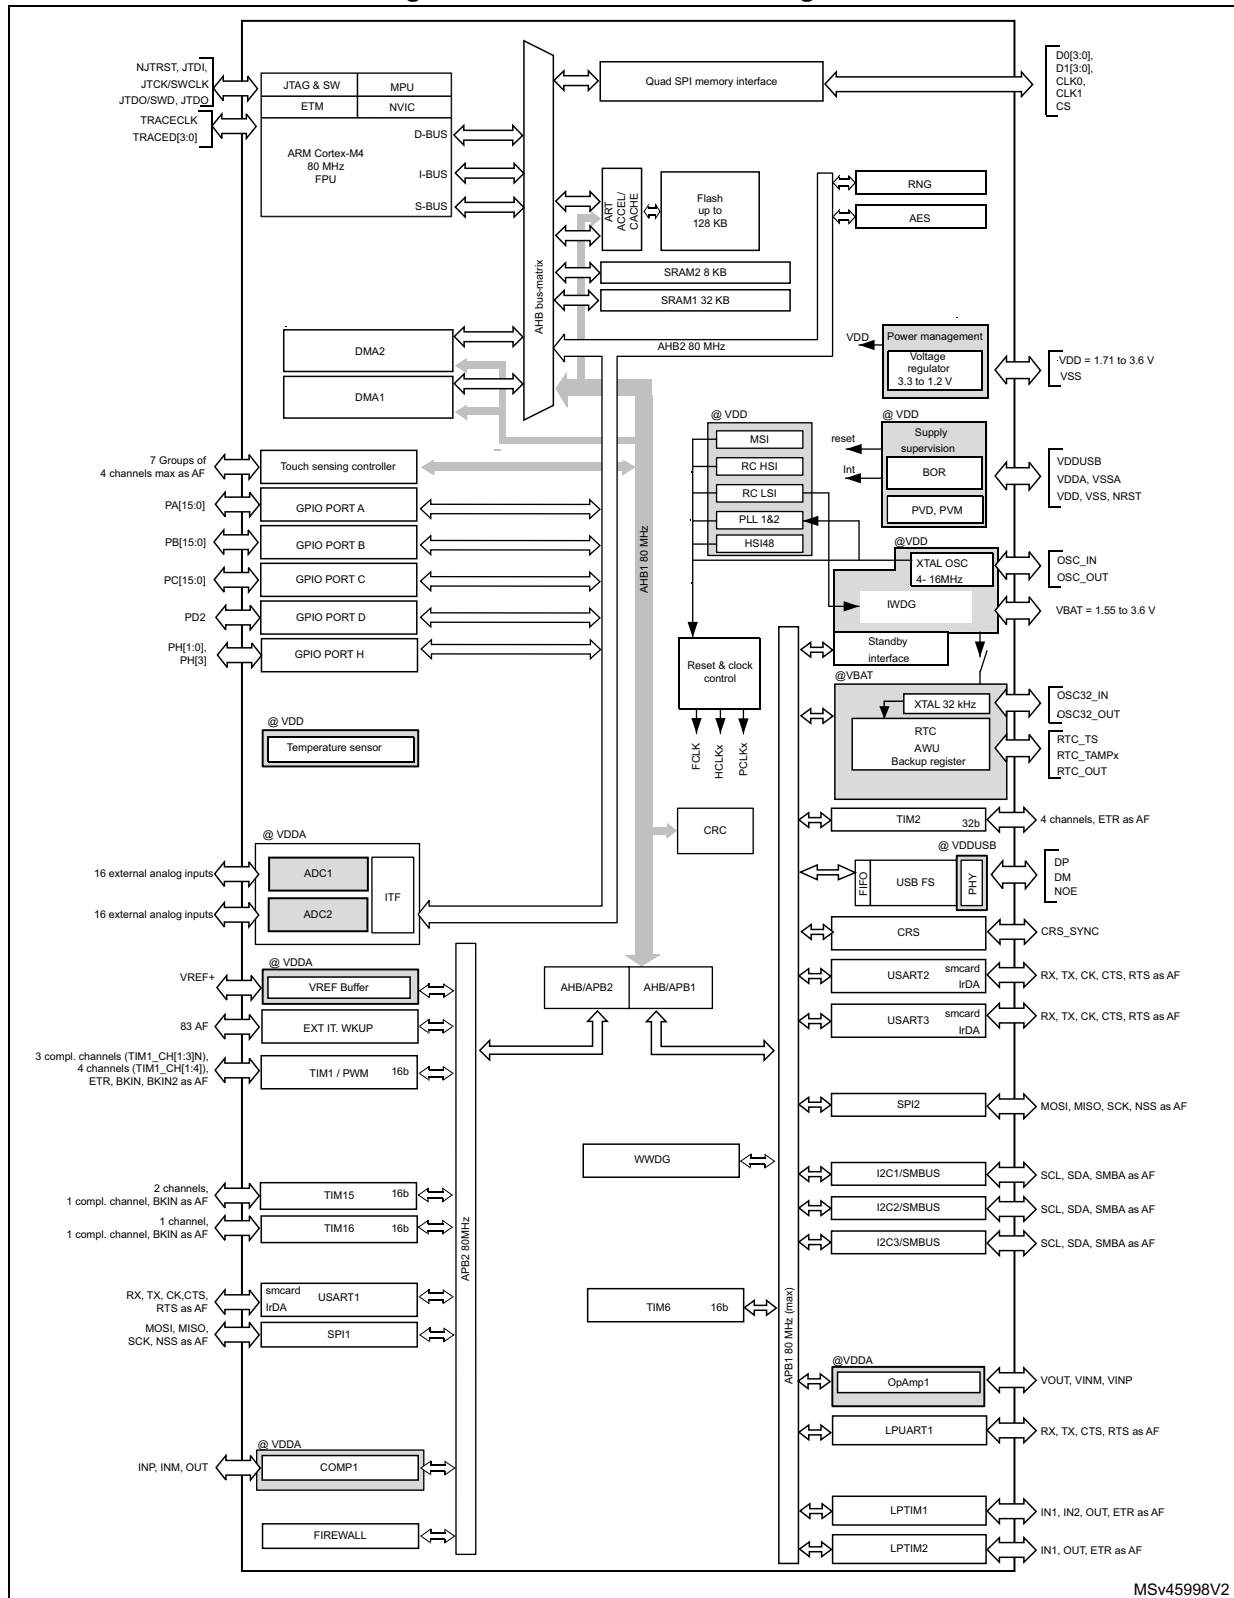 NJTRST, JTDI,
JTCK/SWCLK
JTDO/SWD, JTDO
TRACECLK
TRACED[3:0]
JTAG & SW
MPU
ETM
NVIC
ARM Cortex-M4
80 MHz
FPU
D-BUS
I-BUS
S-BUS
AHB bus-matrix
Quad SPI memory interface
D0[3:0],
D1[3:0],
CLK0,
CLK1
CS
ART
ACCEL/
CACHE
Flash
up to
128 KB
RNG
AES
SRAM2 8 KB
SRAM1 32 KB
AHB2 80 MHz
DMA2
DMA1
VDD
Power management
Voltage
regulator
3.3 to 1.2 V
VDD = 1.71 to 3.6 V
VSS
@ VDD
MSI
RC HSI
RC LSI
PLL 1&2
HSI48
@ VDD
reset
Int
Supply
supervision
BOR
PVD, PVM
VDDUSB
VDDA, VSSA
VDD, VSS, NRST
7 Groups of
4 channels max as AF
Touch sensing controller
PA[15:0]
GPIO PORT A
PB[15:0]
GPIO PORT B
PC[15:0]
GPIO PORT C
PD2
GPIO PORT D
PH[1:0],
PH[3]
GPIO PORT H
AHB1 80 MHz
@VDD
XTAL OSC
4- 16MHz
IWDG
OSC_IN
OSC_OUT
VBAT = 1.55 to 3.6 V
Standby
interface
Reset & clock
control
FCLK
HCLKx
PCLKx
@VBAT
XTAL 32 kHz
RTC
AWU
Backup register
OSC32_IN
OSC32_OUT
RTC_TS
RTC_TAMPx
RTC_OUT
@ VDD
Temperature sensor
CRC
TIM2
32b
4 channels, ETR as AF
@ VDDUSB
FIFO
USB FS
PHY
DP
DM
NOE
@ VDDA
16 external analog inputs
ADC1
16 external analog inputs
ADC2
ITF
CRS
CRS_SYNC
AHB/APB2
AHB/APB1
USART2
smcard
IrDA
RX, TX, CK, CTS, RTS as AF
USART3
smcard
IrDA
RX, TX, CK, CTS, RTS as AF
@ VDDA
VREF+
VREF Buffer
83 AF
EXT IT. WKUP
3 compl. channels (TIM1_CH[1:3]N),
4 channels (TIM1_CH[1:4]),
ETR, BKIN, BKIN2 as AF
TIM1 / PWM
16b
SPI2
MOSI, MISO, SCK, NSS as AF
WWDG
I2C1/SMBUS
SCL, SDA, SMBA as AF
I2C2/SMBUS
SCL, SDA, SMBA as AF
I2C3/SMBUS
SCL, SDA, SMBA as AF
2 channels,
1 compl. channel, BKIN as AF
TIM15
16b
1 channel,
1 compl. channel, BKIN as AF
TIM16
16b
APB2 80MHz
RX, TX, CK,CTS,
RTS as AF
smcard
IrDA
USART1
MOSI, MISO,
SCK, NSS as AF
SPI1
TIM6
16b
APB1 80 MHz (max)
@VDDA
OpAmp1
VOUT, VINM, VINP
LPUART1
RX, TX, CTS, RTS as AF
@ VDDA
INP, INM, OUT
COMP1
LPTIM1
IN1, IN2, OUT, ETR as AF
FIREWALL
LPTIM2
IN1, OUT, ETR as AF
MSv45998V2